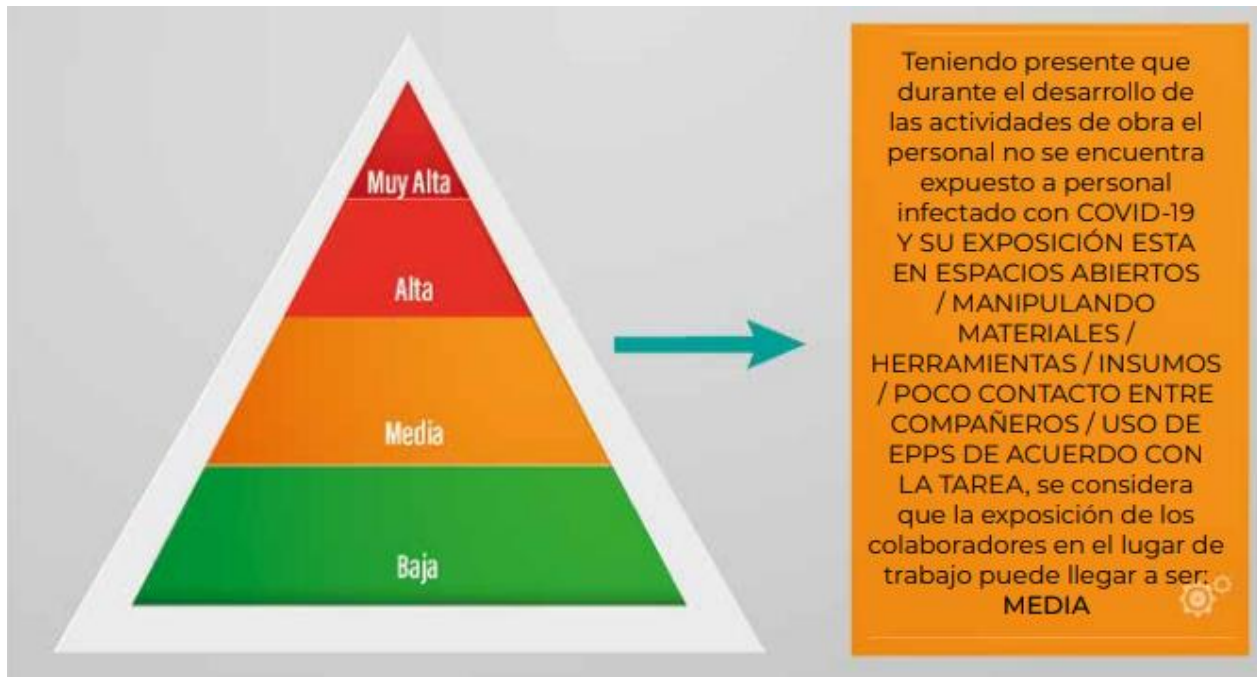 Muy Alta
Alta
Media
Baja
Teniendo presente que
durante el desarrollo de
las actividades de obra el
personal no se encuentra
expuesto a personal
infectado con COVID-19
Y SU EXPOSICIÓN ESTA
EN ESPACIOS ABIERTOS
/ MANIPULANDO
MATERIALES /
HERRAMIENTAS / INSUMOS
/ POCO CONTACTO ENTRE
COMPAÑEROS / USO DE
EPPS DE ACUERDO CON
LA TAREA, se considera
que la exposición de los
colaboradores en el lugar de
trabajo puede llegar a ser:
MEDIA